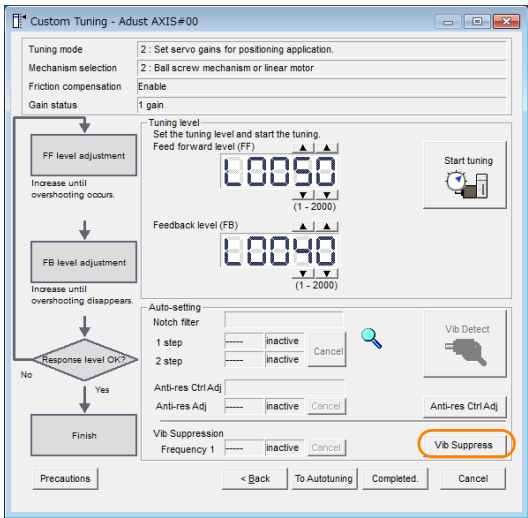 Custom Tuning - Adust AXIS#00
Tuning mode 2 : Set servo gains for positioning application.
Mechanism selection 2 : Ball screw mechanism or linear motor
Friction compensation Enable
Gain status 1 gain
FF level adjustment
Increase until
overshooting occurs.
FB level adjustment
Increase until
overshooting disappears.
Response level OK?
No
Yes
Finish
Tuning level
Set the tuning level and start the tuning.
Feed forward level (FF)
L0050
(1 - 2000)
Feedback level (FB)
L0040
(1 - 2000)
Start tuning
Auto-setting
Notch filter
1 step ----- inactive
2 step ----- inactive
Cancel
Vib Detect
Anti-res Ctrl Adj
Anti-res Adj ----- inactive Cancel
Anti-res Ctrl Adj
Vib Suppression
Frequency 1 ----- inactive Cancel
Vib Suppress
Precautions
< Back
To Autotuning
Completed.
Cancel